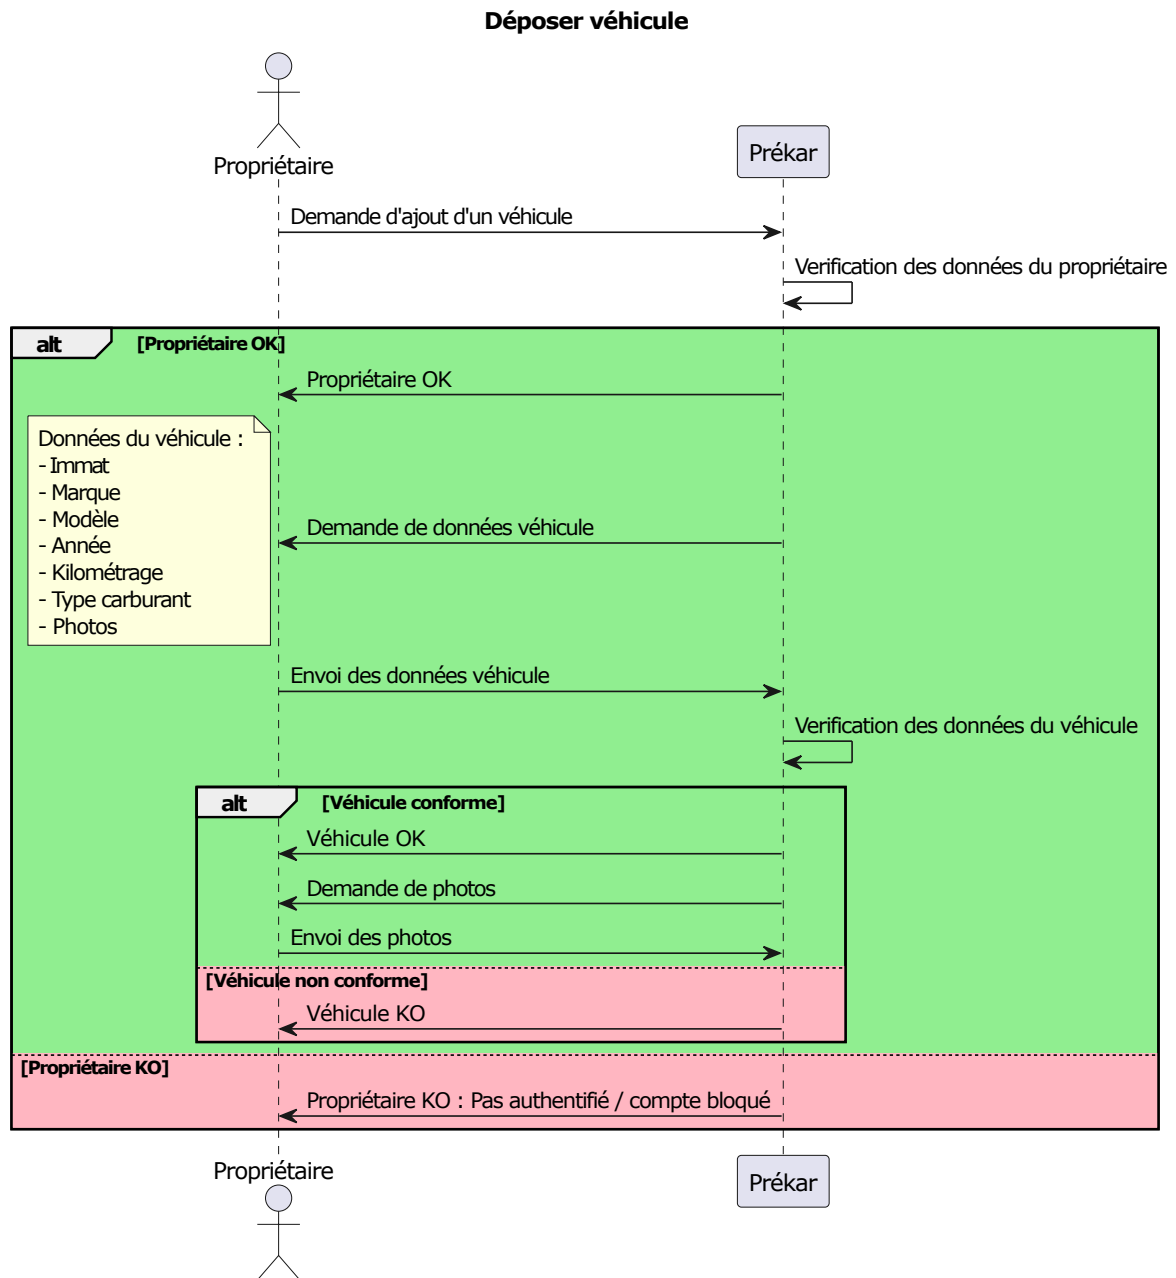 Déposer véhicule
Propriétaire
Prékar
Demande d'ajout d'un véhicule
Verification des données du propriétaire
alt
[Propriétaire OK]
Propriétaire OK
Données du véhicule :
- Immat
- Marque
- Modèle
- Année
- Kilométrage
- Type carburant
- Photos
Demande de données véhicule
Envoi des données véhicule
Verification des données du véhicule
alt
[Véhicule conforme]
Véhicule OK
Demande de photos
Envoi des photos
[Véhicule non conforme]
Véhicule KO
[Propriétaire KO]
Propriétaire KO : Pas authentifié / compte bloqué
Propriétaire
Prékar